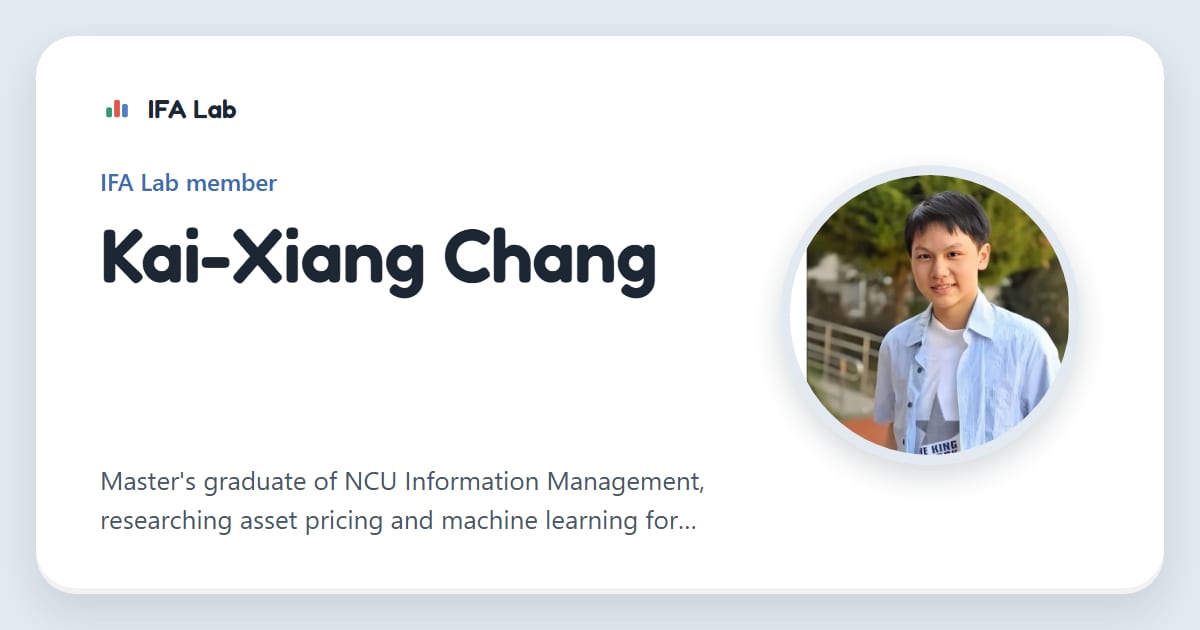 IFA Lab
IFA Lab member
Kai-Xiang Chang
Master's graduate of NCU Information Management,
researching asset pricing and machine learning for...
KING